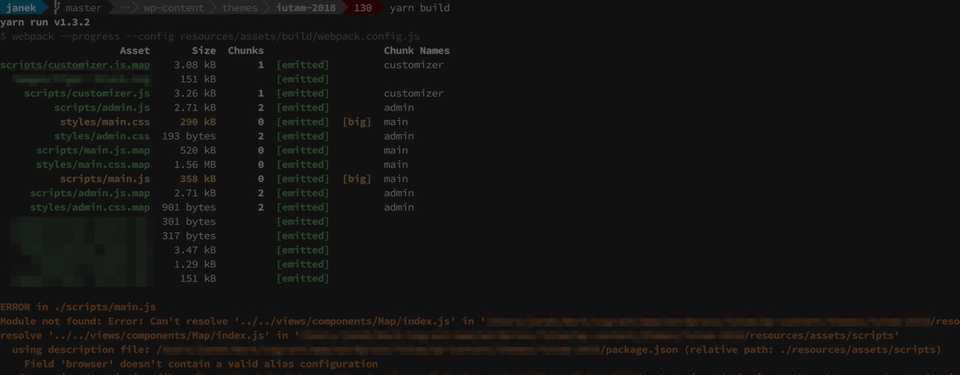 janek master ··· wp-content themes iutam-2018 130 yarn build
yarn run v1.3.2
$ webpack --progress --config resources/assets/build/webpack.config.js
Asset Size Chunks Chunk Names
scripts/customizer.js.map 3.08 kB 1 [emitted] customizer
151 kB [emitted]
scripts/customizer.js 3.26 kB 1 [emitted] customizer
scripts/admin.js 2.71 kB 2 [emitted] admin
styles/main.css 290 kB 0 [emitted] [big] main
styles/admin.css 193 bytes 2 [emitted] admin
scripts/main.js.map 520 kB 0 [emitted] main
styles/main.css.map 1.56 MB 0 [emitted] main
scripts/main.js 358 kB 0 [emitted] [big] main
scripts/admin.js.map 2.71 kB 2 [emitted] admin
styles/admin.css.map 901 bytes 2 [emitted] admin
301 bytes [emitted]
317 bytes [emitted]
3.47 kB [emitted]
1.29 kB [emitted]
151 kB [emitted]
ERROR in ./scripts/main.js
Module not found: Error: Can't resolve '../../views/components/Map/index.js' in ' /reso
resolve '../../views/components/Map/index.js' in ' /resources/assets/scripts'
using description file: / /package.json (relative path: ./resources/assets/scripts)
Field 'browser' doesn't contain a valid alias configuration